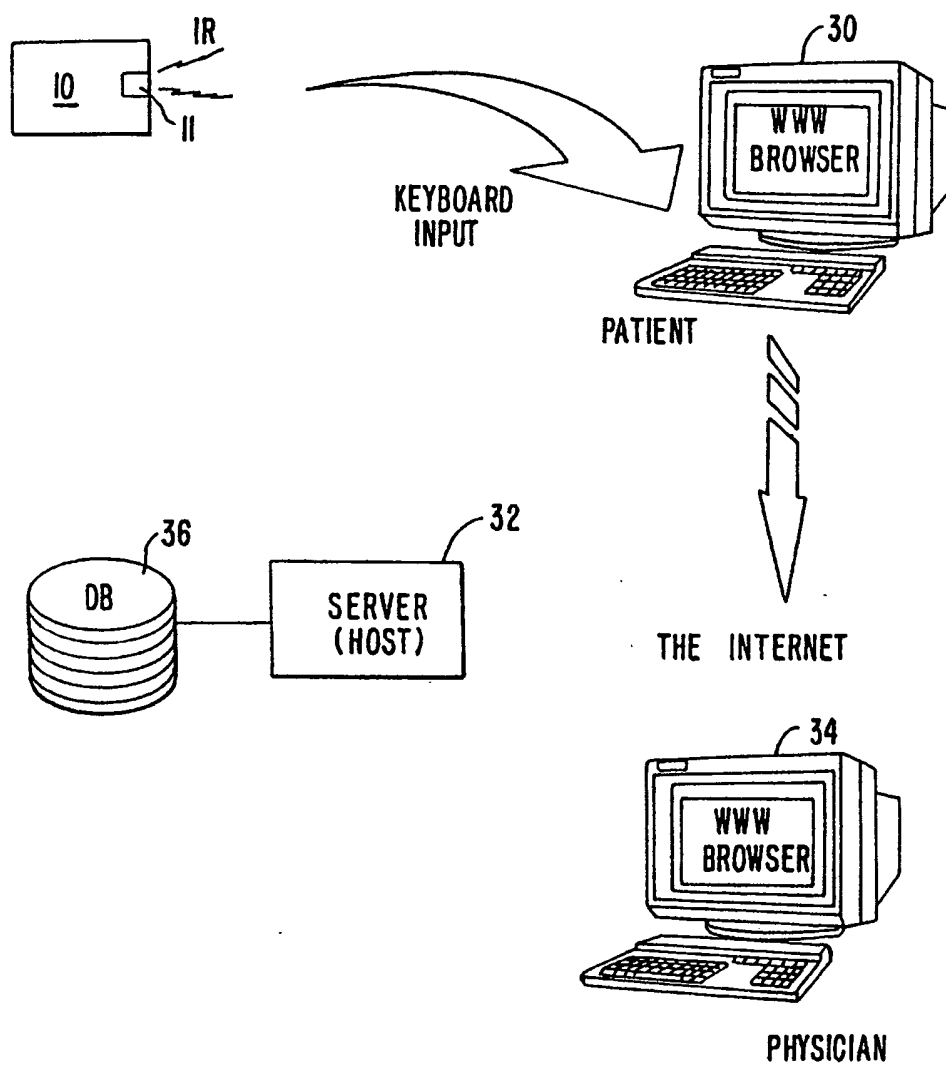 IR
10
11
30
WWW
BROWSER
KEYBOARD
INPUT
PATIENT
36
DB
32
SERVER
(HOST)
THE INTERNET
34
WWW
BROWSER
PHYSICIAN